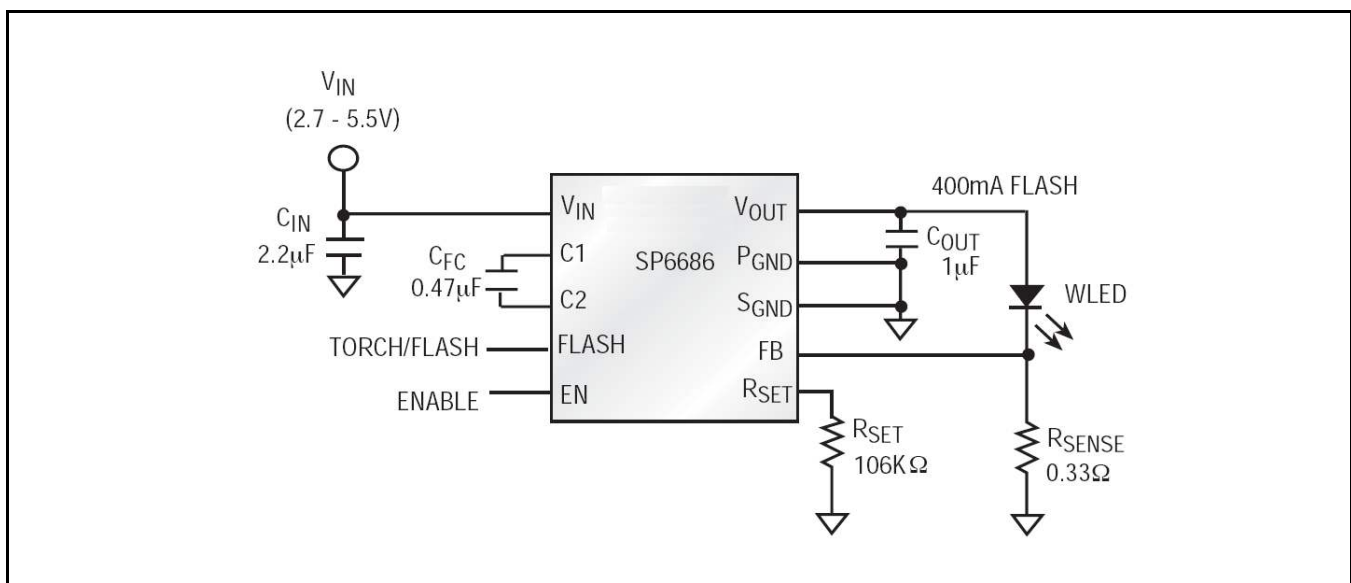 VIN
(2.7 - 5.5V)
CIN
2.2μF
CFC
0.47μF
TORCH/FLASH
ENABLE
VIN
C1
C2
FLASH
EN
SP6686
VOUT
PGND
SGND
FB
RSET
400mA FLASH
COUT
1μF
WLED
RSET
106KΩ
RSENSE
0.33Ω